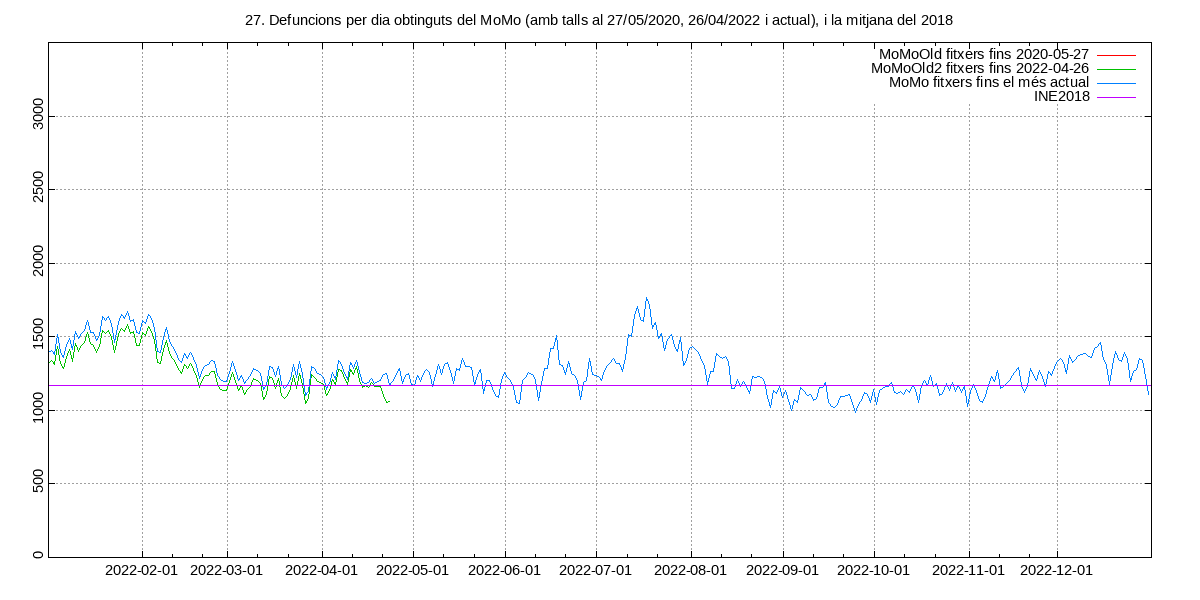 27. Defuncions per dia obtinguts del MoMo (amb talls al 27/05/2020, 26/04/2022 i actual), i la mitjana del 2018
MoMoOld fitxers fins 2020-05-27
MoMoOld2 fitxers fins 2022-04-26
MoMo fitxers fins el més actual
INE2018
3000
2500
2000
1500
1000
500
0
2022-02-01 2022-03-01 2022-04-01 2022-05-01 2022-06-01 2022-07-01 2022-08-01 2022-09-01 2022-10-01 2022-11-01 2022-12-01